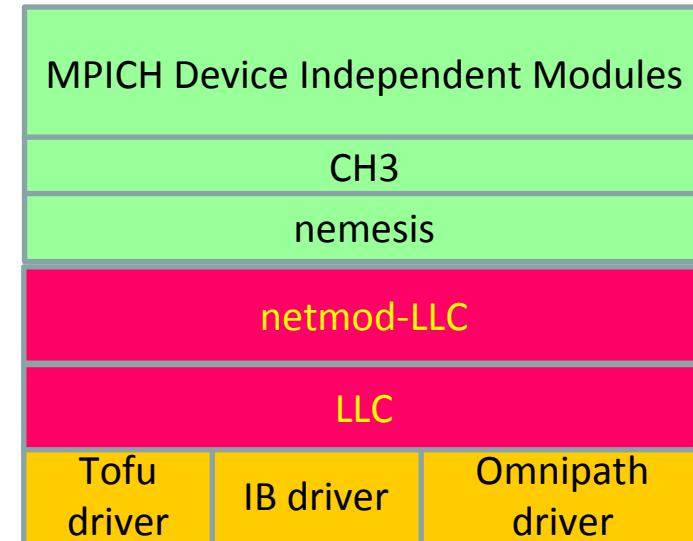 MPICH Device Independent Modules
CH3
nemesis
netmod-LLC
LLC
Tofu
driver
IB driver
Omnipath
driver